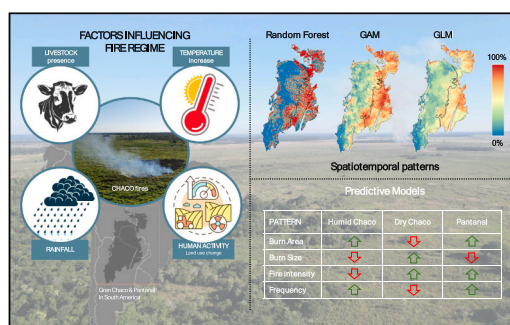 FACTORS INFLUENCING
FIRE REGIME
LIVESTOCK
presence
TEMPERATURE
Increase
CHACO fires
RAINFALL
HUMAN ACTIVITY
Land use change
Gran Chaco & Pantanal
In South America
Random Forest GAM GLM
100%
0%
Spatiotemporal patterns
Predictive Models
PATTERN Humid Chaco Dry Chaco Pantanal
Burn Area
Burn Size
Fire intensity
Frequency